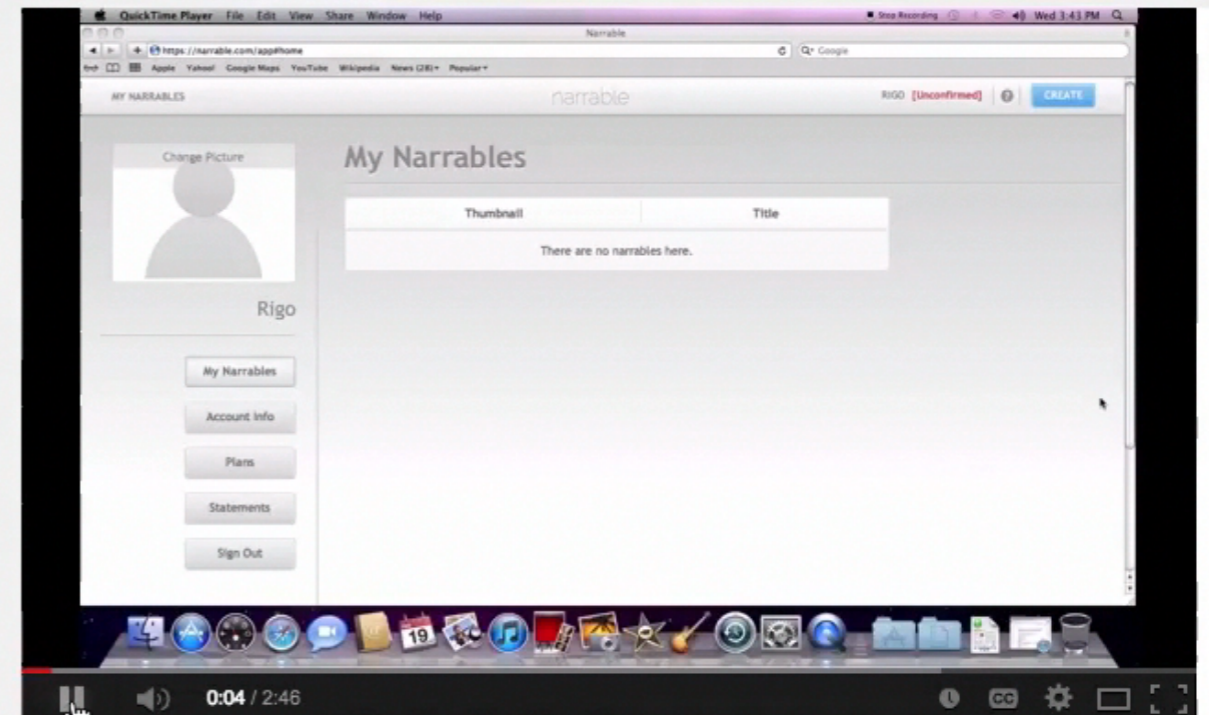 QuickTime Player File Edit View Share Window Help Stop Recording Wed 3:43 PM
Narrable
https://narrable.com/app#home Google
Apple Yahoo! Google Maps YouTube Wikipedia News (28) Popular
MY NARRABLES narrable RIGO [Unconfirmed] ? CREATE
Change Picture
My Narrables
Thumbnail Title
There are no narrables here.
Rigo
My Narrables
Account Info
Plans
Statements
Sign Out
19
0:04 / 2:46 CC